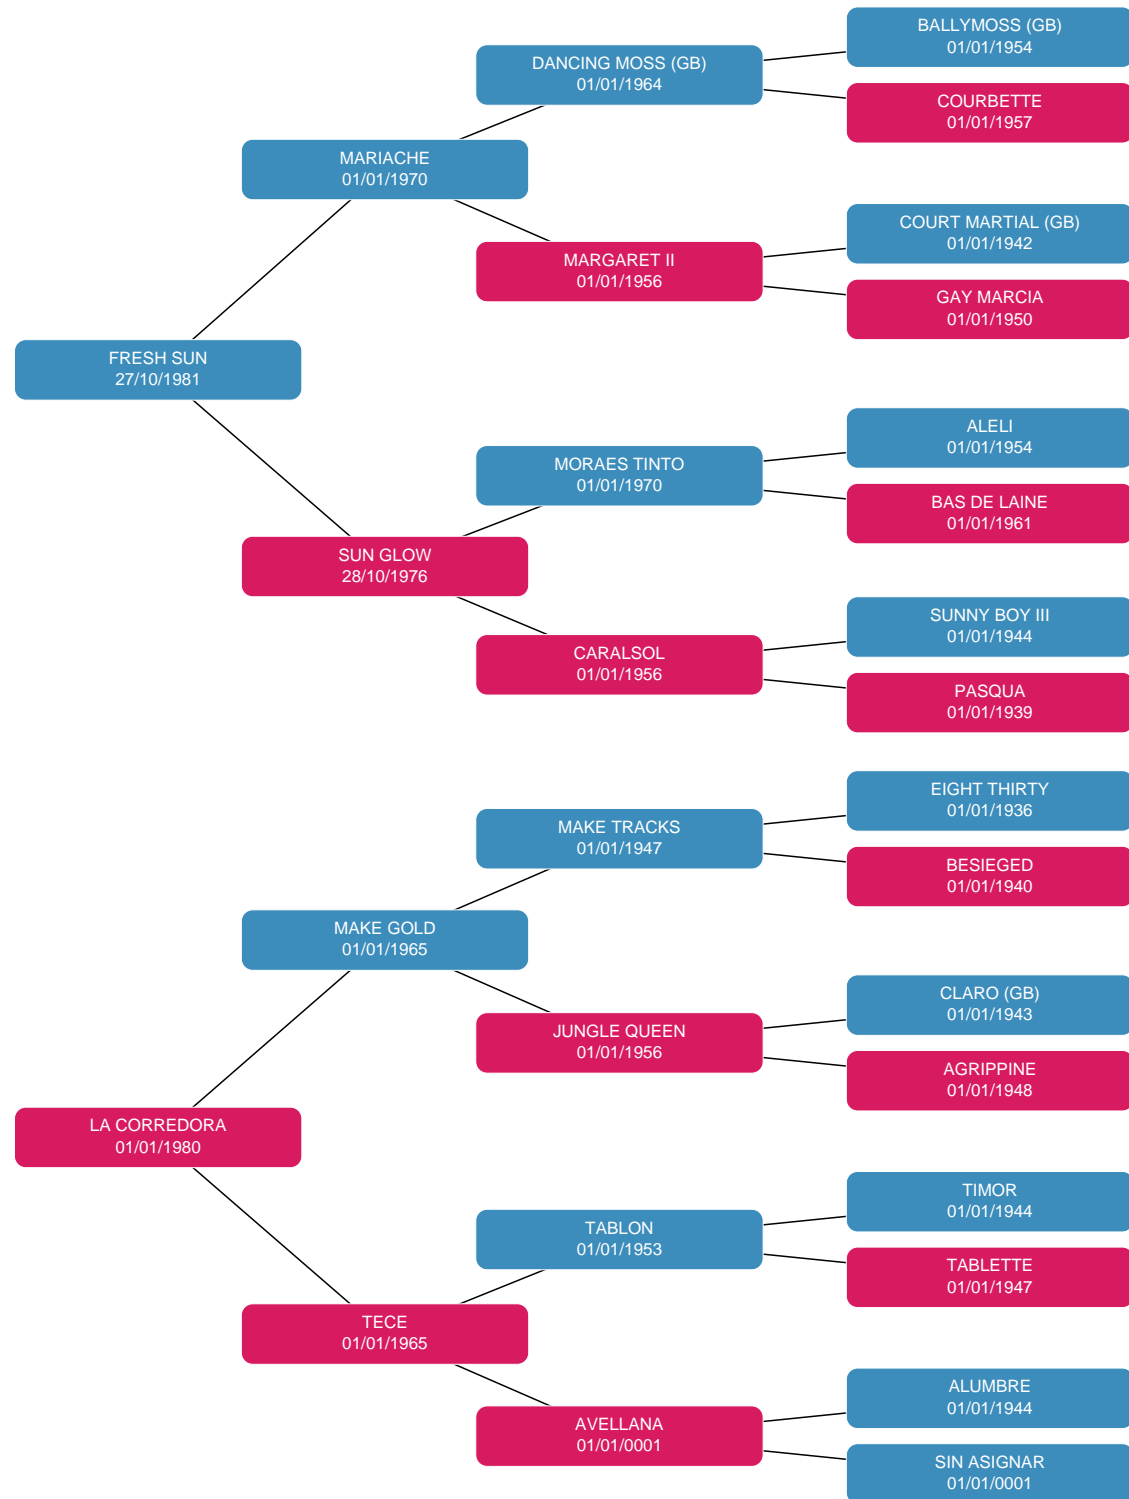 BALLYMOSS (GB)
01/01/1954
DANCING MOSS (GB)
01/01/1964
COURBETTE
01/01/1957
MARIACHE
01/01/1970
COURT MARTIAL (GB)
01/01/1942
MARGARET II
01/01/1956
GAY MARCIA
01/01/1950
FRESH SUN
27/10/1981
ALELI
01/01/1954
MORAES TINTO
01/01/1970
BAS DE LAINE
01/01/1961
SUN GLOW
28/10/1976
SUNNY BOY III
01/01/1944
CARALSOL
01/01/1956
PASQUA
01/01/1939
EIGHT THIRTY
01/01/1936
MAKE TRACKS
01/01/1947
BESIEGED
01/01/1940
MAKE GOLD
01/01/1965
CLARO (GB)
01/01/1943
JUNGLE QUEEN
01/01/1956
AGRIPPINE
01/01/1948
LA CORREDORA
01/01/1980
TIMOR
01/01/1944
TABLON
01/01/1953
TABLETTE
01/01/1947
TECE
01/01/1965
ALUMBRE
01/01/1944
AVELLANA
01/01/0001
SIN ASIGNAR
01/01/0001